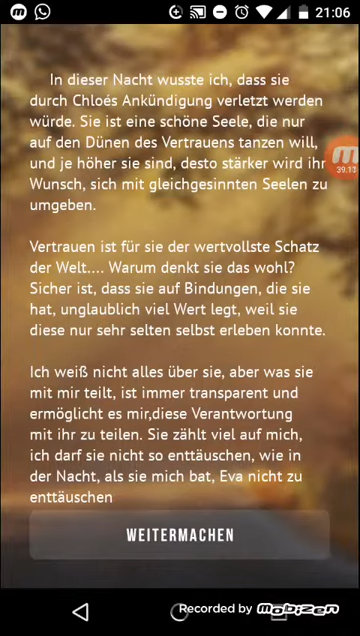 21:06
In dieser Nacht wusste ich, dass sie
durch Chloés Ankündigung verletzt werden
würde. Sie ist eine schöne Seele, die nur
auf den Dünen des Vertrauens tanzen will,
und je höher sie sind, desto stärker wird ihr
Wunsch, sich mit gleichgesinnten Seelen zu
umgeben.
Vertrauen ist für sie der wertvollste Schatz
der Welt.... Warum denkt sie das wohl?
Sicher ist, dass sie auf Bindungen, die sie
hat, unglaublich viel Wert legt, weil sie
diese nur sehr selten selbst erleben konnte.
Ich weiß nicht alles über sie, aber was sie
mit mir teilt, ist immer transparent und
ermöglicht es mir,diese Verantwortung
mit ihr zu teilen. Sie zählt viel auf mich,
ich darf sie nicht so enttäuschen, wie in
der Nacht, als sie mich bat, Eva nicht zu
enttäuschen
WEITERMACHEN
Recorded by mobizen